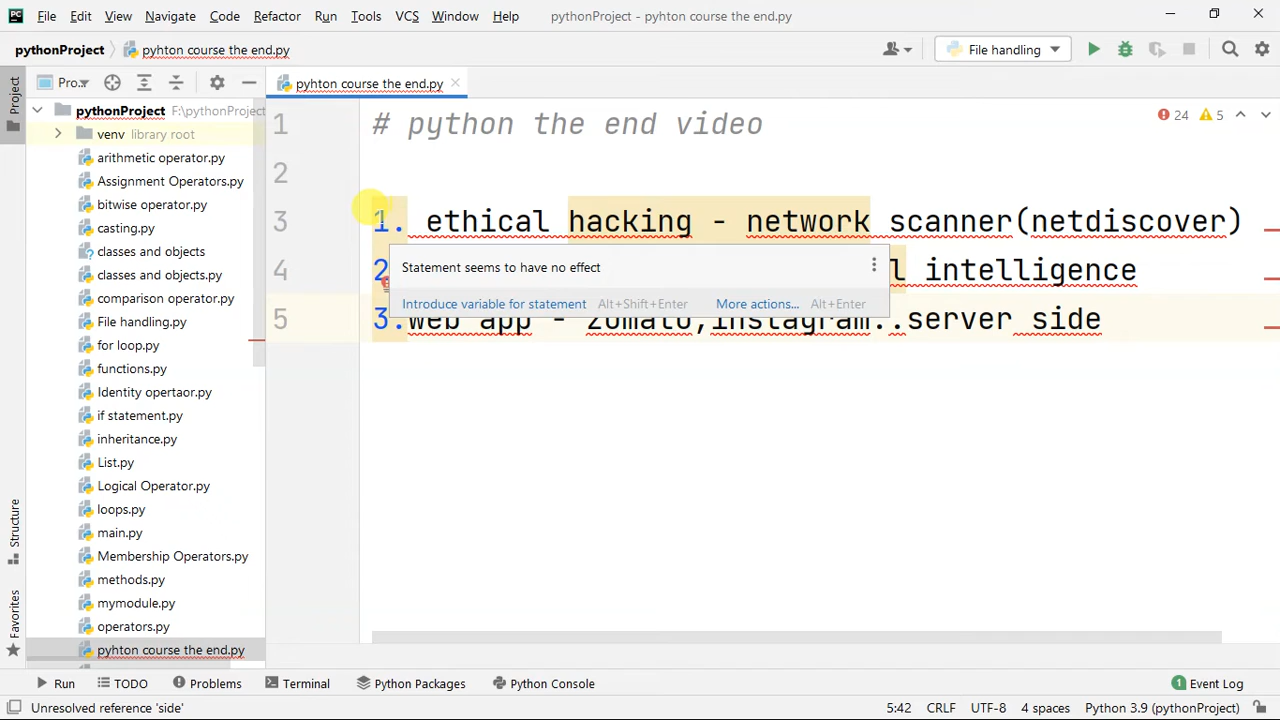 File Edit View Navigate Code Refactor Run Tools VCS Window Help pythonProject - pyhton course the end.py
pythonProject pyhton course the end.py File handling
Project Pro... pyhton course the end.py
pythonProject F:\pythonProject
venv library root
arithmetic operator.py
Assignment Operators.py
bitwise operator.py
casting.py
classes and objects
classes and objects.py
comparison operator.py
File handling.py
for loop.py
functions.py
Identity opertaor.py
if statement.py
inheritance.py
List.py
Logical Operator.py
loops.py
main.py
Membership Operators.py
methods.py
mymodule.py
operators.py
pyhton course the end.py
Structure
Favorites
24 5
1 # python the end video
2
3 1. ethical hacking - network scanner(netdiscover)
4 2 l intelligence
5 3.web app - zomato,instagram..server side
Statement seems to have no effect
Introduce variable for statement Alt+Shift+Enter More actions... Alt+Enter
Run TODO Problems Terminal Python Packages Python Console 1 Event Log
Unresolved reference 'side' 5:42 CRLF UTF-8 4 spaces Python 3.9 (pythonProject)